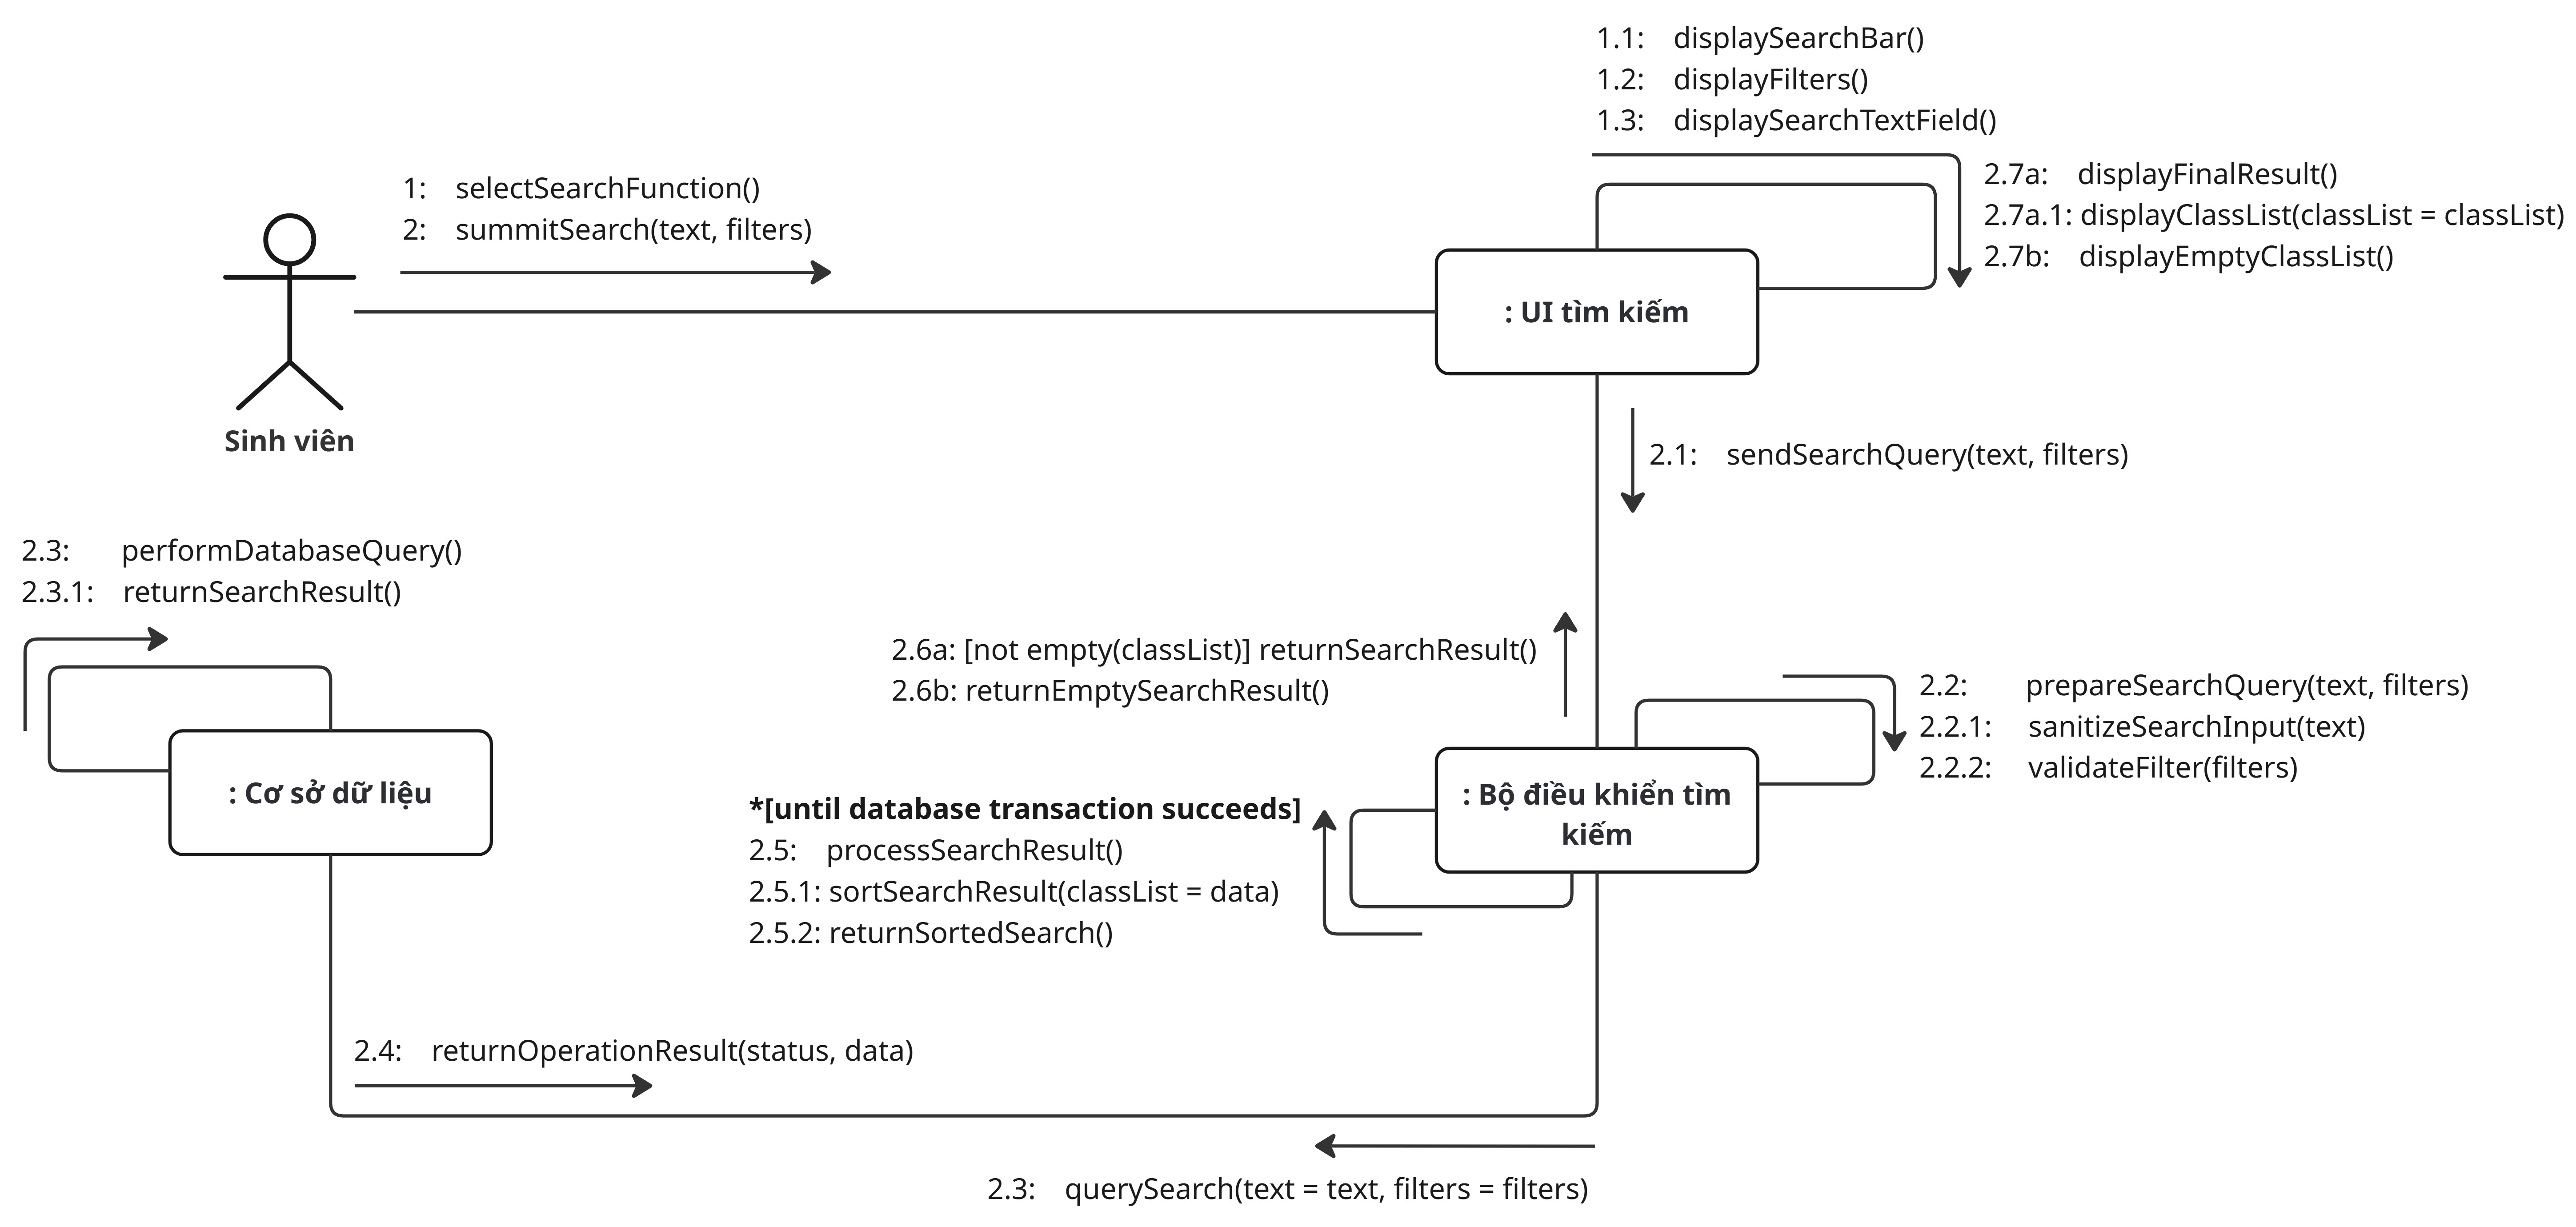 1.1: displaySearchBar()
1.2: displayFilters()
1.3: displaySearchTextField()
2.7a: displayFinalResult()
2.7a.1: displayClassList(classList = classList)
2.7b: displayEmptyClassList()
1: selectSearchFunction()
2: summitSearch(text, filters)
: UI tìm kiếm
Sinh viên
2.1: sendSearchQuery(text, filters)
2.3: performDatabaseQuery()
2.3.1: returnSearchResult()
2.6a: [not empty(classList)] returnSearchResult()
2.6b: returnEmptySearchResult()
2.2: prepareSearchQuery(text, filters)
2.2.1: sanitizeSearchInput(text)
2.2.2: validateFilter(filters)
: Cơ sở dữ liệu
: Bộ điều khiển tìm
kiếm
*[until database transaction succeeds]
2.5: processSearchResult()
2.5.1: sortSearchResult(classList = data)
2.5.2: returnSortedSearch()
2.4: returnOperationResult(status, data)
2.3: querySearch(text = text, filters = filters)